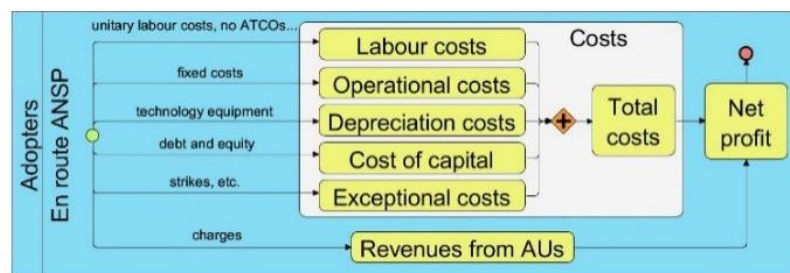 Adopters
En route ANSP
unitary labour costs, no ATCOs...
Labour costs
Costs
fixed costs
Operational costs
technology equipment
Depreciation costs
Total
costs
Net
profit
debt and equity
Cost of capital
strikes, etc.
Exceptional costs
charges
Revenues from AUs